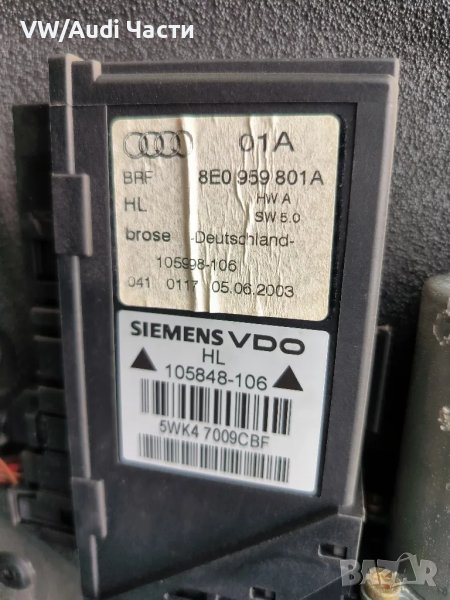 VW/Audi Части
01A
BRF 8E0 959 801A
HL HW A
SW 5.0
brose -Deutschland-
105998-106
041 0117 05.06.2003
SIEMENS VDO
HL
105848-106
5WK4 7009CBF
BAZAR